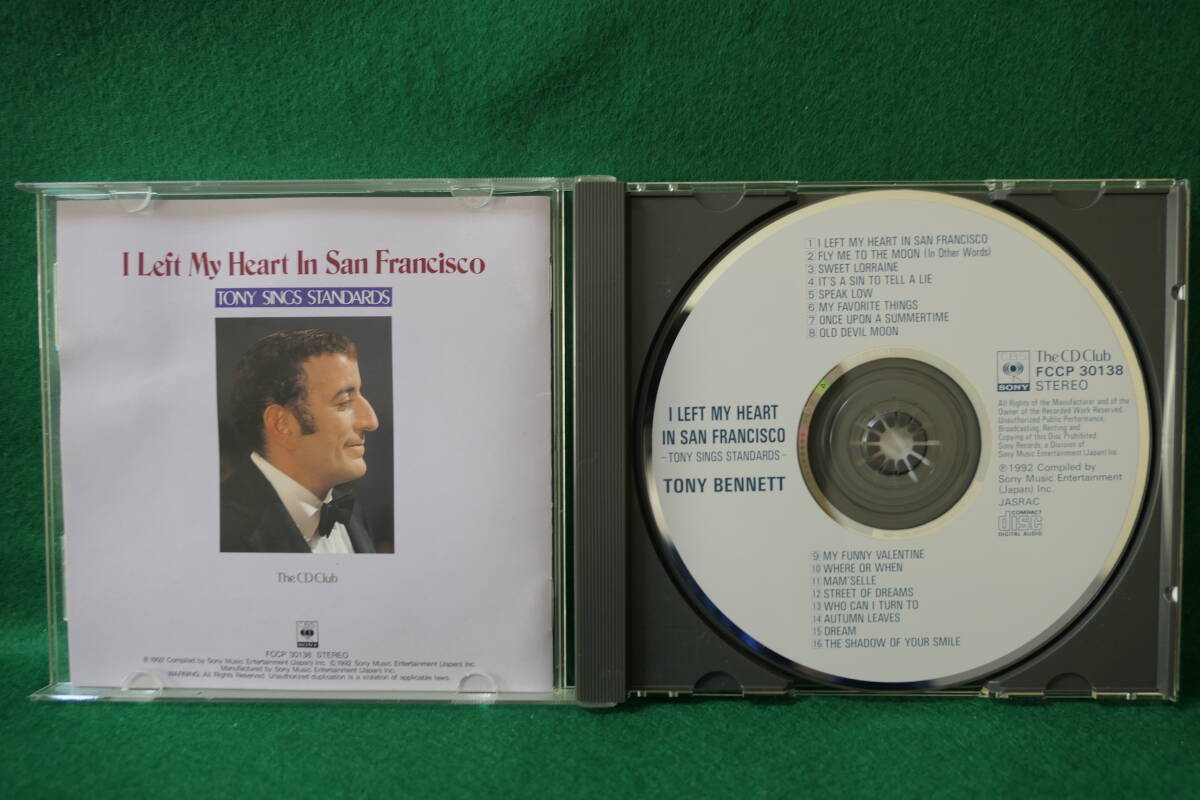 I Left My Heart In San Francisco
TONY SINGS STANDARDS
The CD Club
CBS
SONY
FCCP 30138 STEREO
℗1992 Compiled by Sony Music Entertainment (Japan) Inc. ©1992 Sony Music Entertainment (Japan) Inc.
Manufactured by Sony Music Entertainment (Japan) Inc.
WARNING: All Rights Reserved. Unauthorized duplication is a violation of applicable laws.
1 I LEFT MY HEART IN SAN FRANCISCO
2 FLY ME TO THE MOON (In Other Words)
3 SWEET LORRAINE
4 IT'S A SIN TO TELL A LIE
5 SPEAK LOW
6 MY FAVORITE THINGS
7 ONCE UPON A SUMMERTIME
8 OLD DEVIL MOON
I LEFT MY HEART
IN SAN FRANCISCO
-TONY SINGS STANDARDS-
TONY BENNETT
CBS
SONY
The CD Club
FCCP 30138
STEREO
All Rights of the Manufacturer and of the
Owner of the Recorded Work Reserved.
Unauthorized Public Performance,
Broadcasting, Renting and
Copying of this Disc Prohibited.
Sony Records, a Division of
Sony Music Entertainment (Japan) Inc.
℗1992 Compiled by
Sony Music Entertainment
(Japan) Inc.
JASRAC
COMPACT
disc
DIGITAL AUDIO
9 MY FUNNY VALENTINE
10 WHERE OR WHEN
11 MAM'SELLE
12 STREET OF DREAMS
13 WHO CAN I TURN TO
14 AUTUMN LEAVES
15 DREAM
16 THE SHADOW OF YOUR SMILE